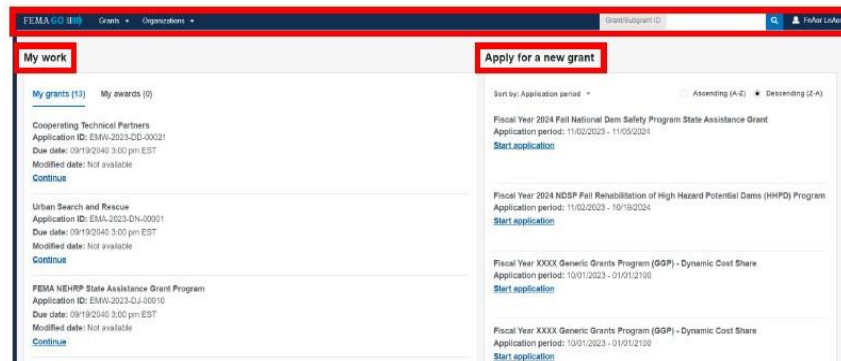 FEMA GO
Grants
Organizations
Grant/Subgrant ID
FnAor LnAor
My work
My grants (13)
My awards (0)
Cooperating Technical Partners
Application ID: EMW-2023-DD-00021
Due date: 09/19/2040 3:00 pm EST
Modified date: Not available
Continue
Urban Search and Rescue
Application ID: EMA-2023-DN-00001
Due date: 09/19/2040 3:00 pm EST
Modified date: Not available
Continue
FEMA NEHRP State Assistance Grant Program
Application ID: EMW-2023-DJ-00010
Due date: 09/19/2040 3:00 pm EST
Modified date: Not available
Continue
Apply for a new grant
Sort by: Application period
Ascending (A-Z)
Descending (Z-A)
Fiscal Year 2024 Fall National Dam Safety Program State Assistance Grant
Application period: 11/02/2023 - 11/05/2024
Start application
Fiscal Year 2024 NDSP Fall Rehabilitation of High Hazard Potential Dams (HHPD) Program
Application period: 11/02/2023 - 10/19/2024
Start application
Fiscal Year XXXX Generic Grants Program (GGP) - Dynamic Cost Share
Application period: 10/01/2023 - 01/01/2100
Start application
Fiscal Year XXXX Generic Grants Program (GGP) - Dynamic Cost Share
Application period: 10/01/2023 - 01/01/2100
Start application